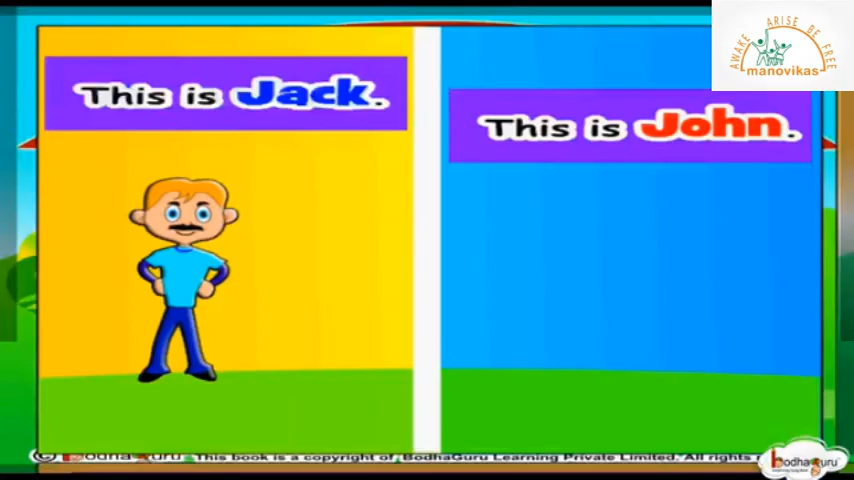 This is Jack.
This is John.
AWAKE ARISE BE FREE
manovikas
© BodhaGuru This book is a copyright of BodhaGuru Learning Private Limited. All rights
BodhaGuru